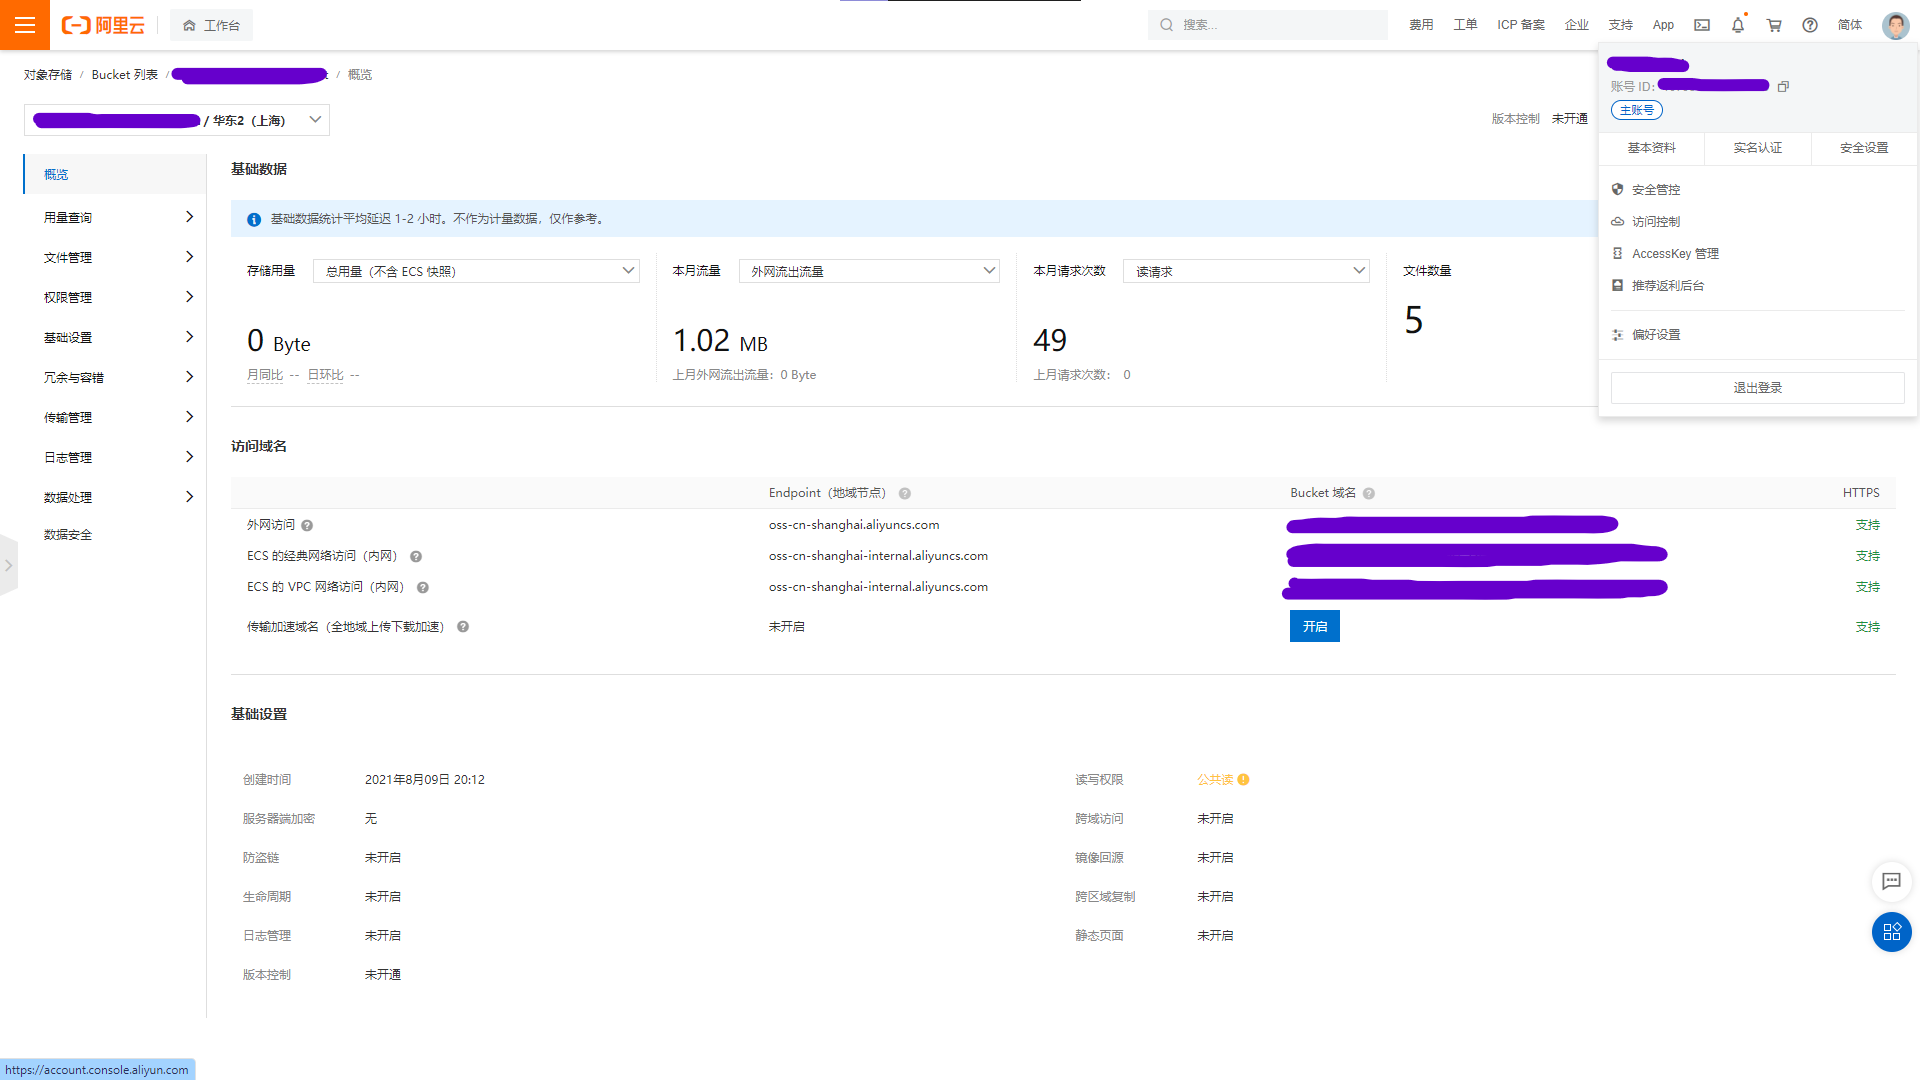 阿里云
工作台
搜索...
费用 工单 ICP 备案 企业 支持 App 简体
对象存储 / Bucket 列表 / / 概览
/ 华东2（上海）
版本控制 未开通
账号 ID:
主账号
基本资料 实名认证 安全设置
安全管控
访问控制
AccessKey 管理
推荐返利后台
偏好设置
退出登录
概览
用量查询
文件管理
权限管理
基础设置
冗余与容错
传输管理
日志管理
数据处理
数据安全
基础数据
基础数据统计平均延迟 1-2 小时。不作为计量数据，仅作参考。
存储用量 总用量（不含 ECS 快照）
0 Byte
月同比 -- 日环比 --
本月流量 外网流出流量
1.02 MB
上月外网流出流量：0 Byte
本月请求次数 读请求
49
上月请求次数： 0
文件数量
5
访问域名
Endpoint（地域节点） Bucket 域名 HTTPS
外网访问 oss-cn-shanghai.aliyuncs.com 支持
ECS 的经典网络访问（内网） oss-cn-shanghai-internal.aliyuncs.com 支持
ECS 的 VPC 网络访问（内网） oss-cn-shanghai-internal.aliyuncs.com 支持
传输加速域名（全地域上传下载加速） 未开启 开启 支持
基础设置
创建时间 2021年8月09日 20:12 读写权限 公共读
服务器端加密 无 跨域访问 未开启
防盗链 未开启 镜像回源 未开启
生命周期 未开启 跨区域复制 未开启
日志管理 未开启 静态页面 未开启
版本控制 未开通
https://account.console.aliyun.com